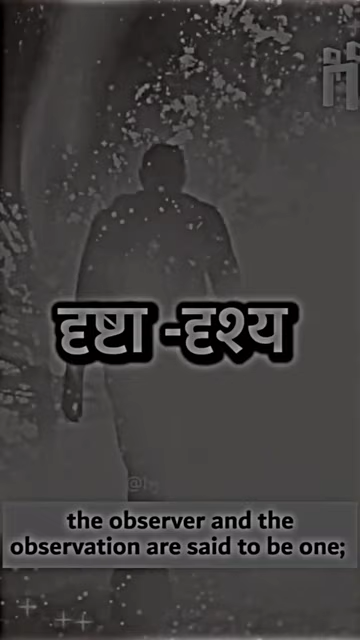 दृष्टा -दृश्य
the observer and the
observation are said to be one;